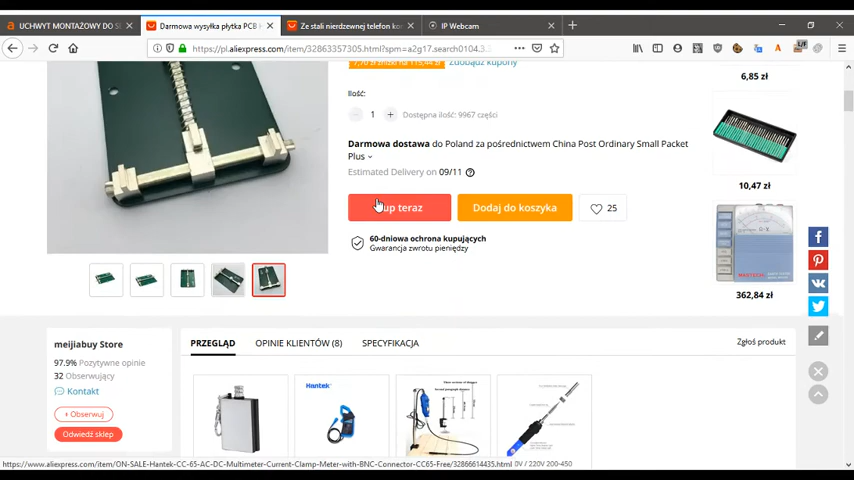 UCHWYT MONTAŻOWY DO
Darmowa wysyłka płytka PCB
Ze stali nierdzewnej telefon
IP Webcam
https://pl.aliexpress.com/item/32863357305.html?spm=a2g17.search0104.3.
7,70 zł zniżki na 115,44 zł
Zdobądź kupony
6,85 zł
Ilość:
1
Dostępna ilość: 9967 części
Darmowa dostawa do Poland za pośrednictwem China Post Ordinary Small Packet
Plus
Estimated Delivery on 09/11
10,47 zł
up teraz
Dodaj do koszyka
25
60-dniowa ochrona kupujących
Gwarancja zwrotu pieniędzy
362,84 zł
meijiabuy Store
97.9% Pozytywne opinie
32 Obserwujący
Kontakt
+ Obserwuj
Odwiedź sklep
PRZEGLĄD
OPINIE KLIENTÓW (8)
SPECYFIKACJA
Zgłoś produkt
Hantek
https://www.aliexpress.com/item/ON-SALE-Hantek-CC-65-AC-DC-Multimeter-Current-Clamp-Meter-with-BNC-Connector-CC65-Free/32866614435.html
0V / 220V 200-450